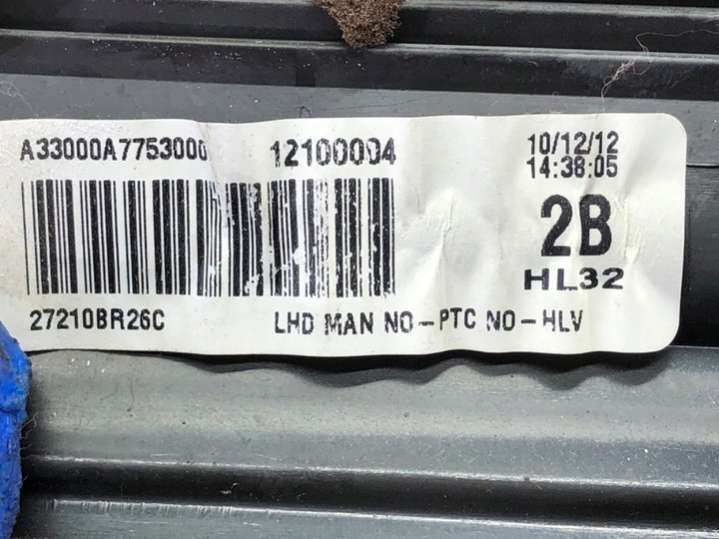 A33000A7753000 12100004 10/12/12
14:38:05
2B
HL32
27210BR26C LHD MAN NO-PTC NO-HLV